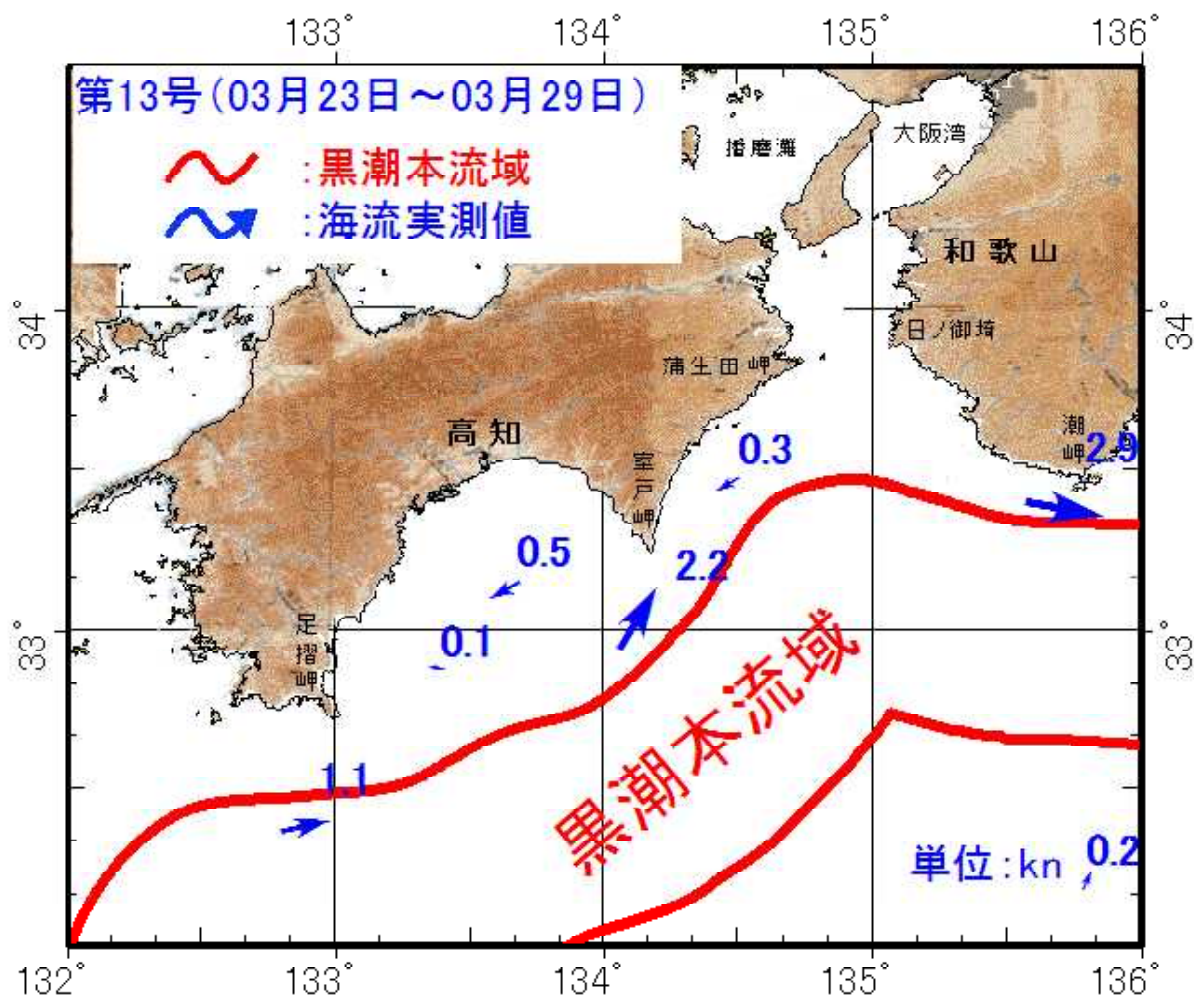 133° 134° 135° 136°
第13号(03月23日～03月29日)
:黒潮本流域
:海流実測値
播磨灘
大阪湾
和歌山
34° 34°
日ノ御埼
蒲生田岬
高知
室戸岬
潮岬
2.9
0.3
0.5
2.2
0.1
足摺岬
33° 33°
1.1
黒潮本流域
単位:kn
0.2
132° 133° 134° 135° 136°